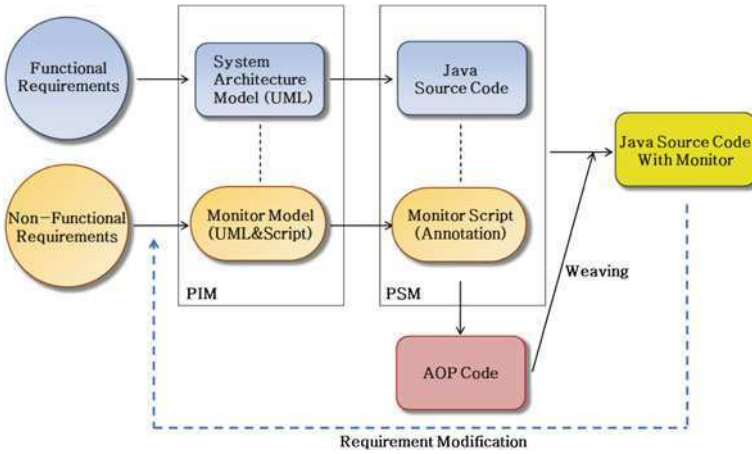 Functional
Requirements
System
Architecture
Model (UML)
Java
Source Code
Java Source Code
With Monitor
Non-Functional
Requirements
Monitor Model
(UML&Script)
Monitor Script
(Annotation)
Weaving
PIM
PSM
AOP Code
Requirement Modification